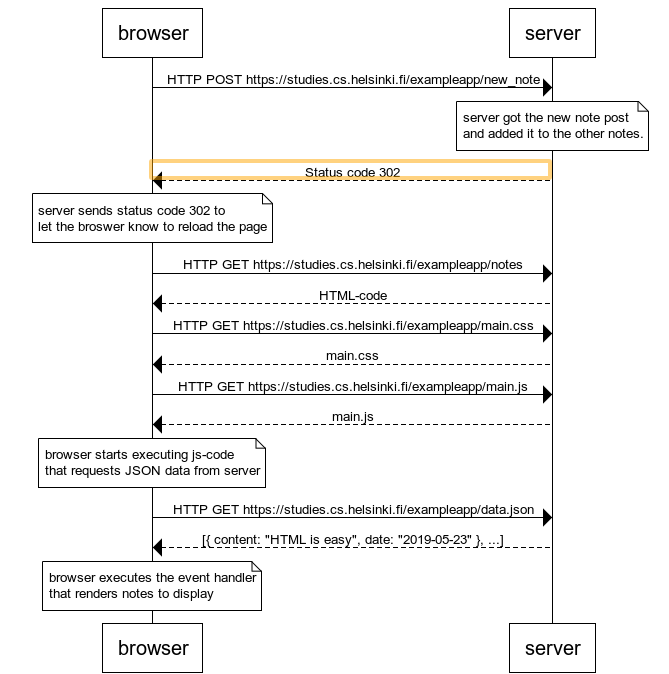 browser
server
HTTP POST https://studies.cs.helsinki.fi/exampleapp/new_note
server got the new note post
and added it to the other notes.
Status code 302
server sends status code 302 to
let the broswer know to reload the page
HTTP GET https://studies.cs.helsinki.fi/exampleapp/notes
HTML-code
HTTP GET https://studies.cs.helsinki.fi/exampleapp/main.css
main.css
HTTP GET https://studies.cs.helsinki.fi/exampleapp/main.js
main.js
browser starts executing js-code
that requests JSON data from server
HTTP GET https://studies.cs.helsinki.fi/exampleapp/data.json
[{ content: "HTML is easy", date: "2019-05-23" }, ...]
browser executes the event handler
that renders notes to display
browser
server